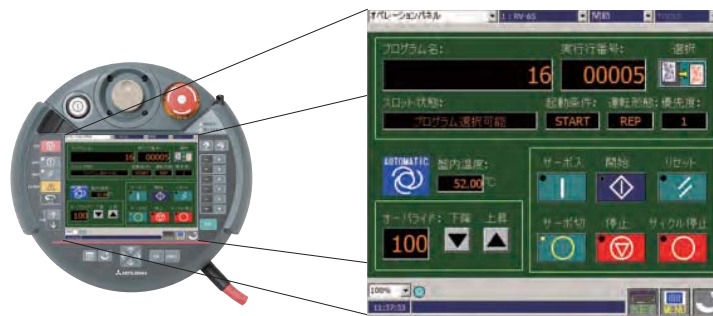 オペレーションパネル 1:RV-6S
プログラム名: 実行行番号: 選択
16 00005
スロット状態: 起動条件: 運転形態: 優先度:
プログラム選択可能 START REP 1
AUTOMATIC 盤内温度: サーボ入 開始 リセット
52.00℃
オーバライド: 下降 上昇 サーボ切 停止 サイクル停止
100
100%
11:37:53 MENU
MITSUBISHI